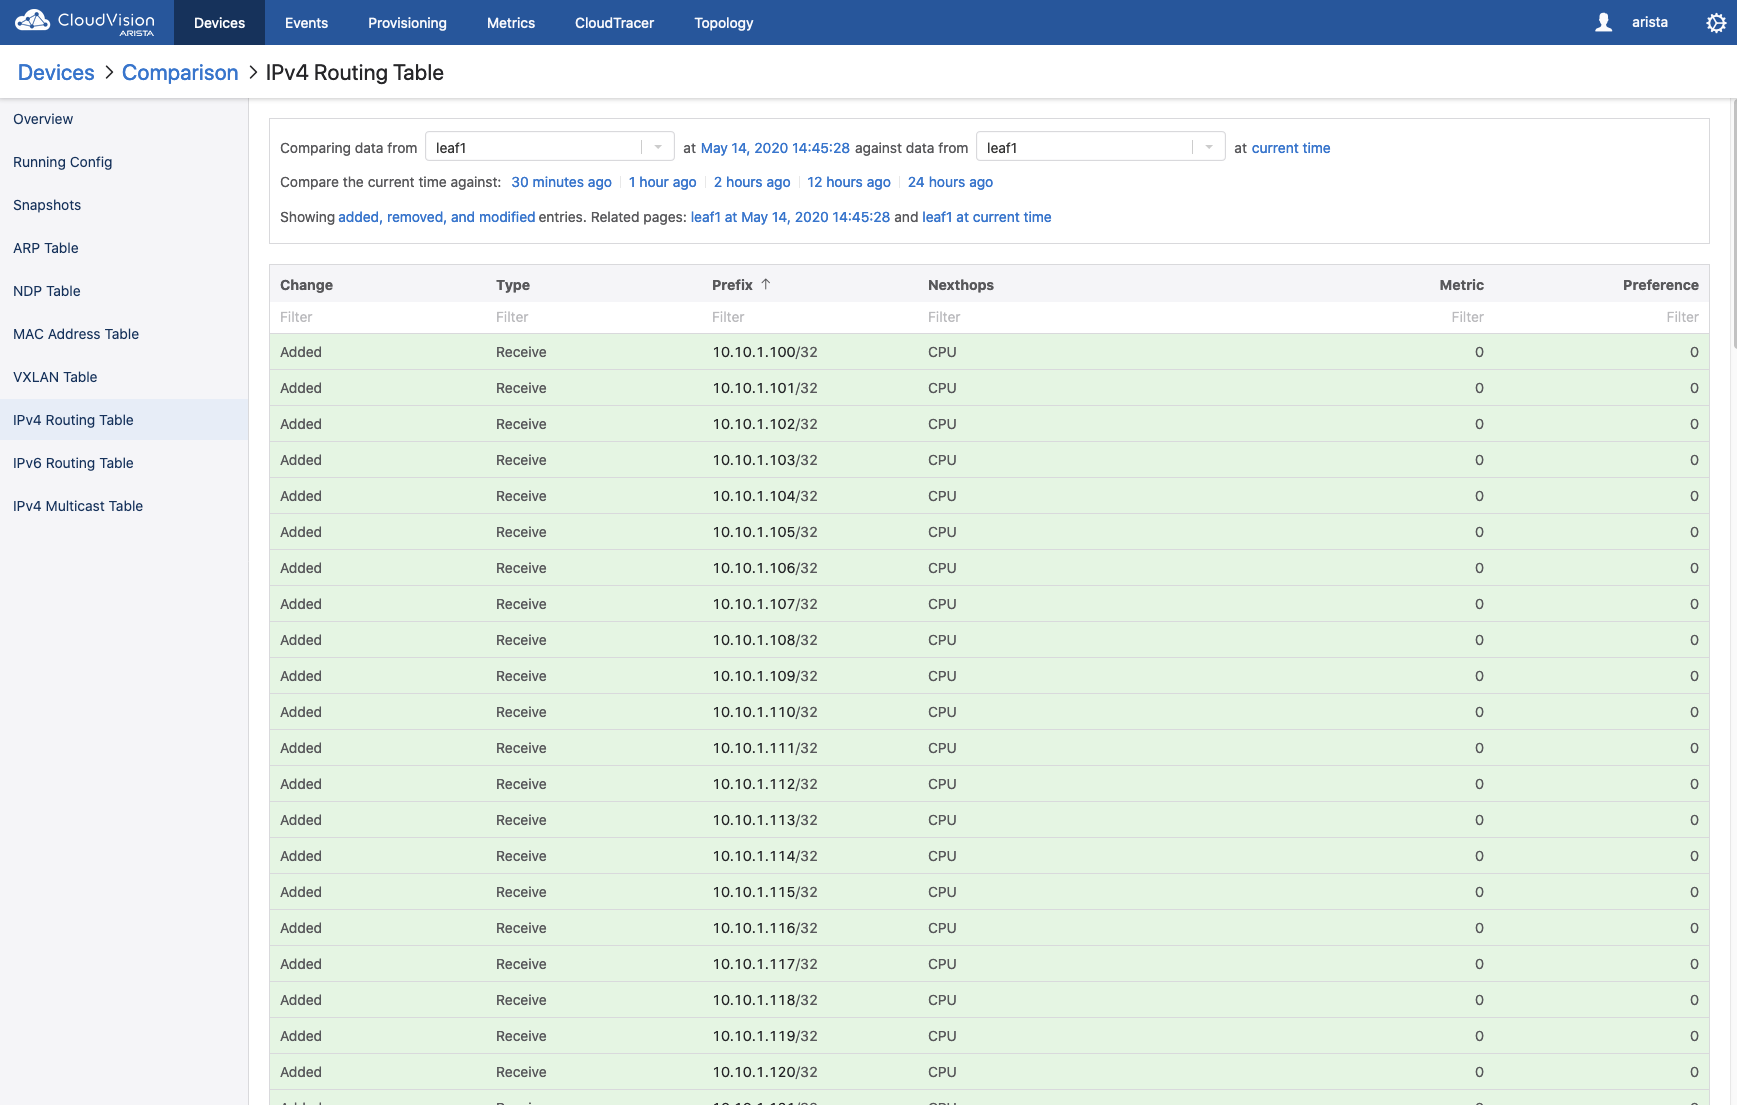 CloudVision
ARISTA
Devices
Events
Provisioning
Metrics
CloudTracer
Topology
arista
Devices > Comparison > IPv4 Routing Table
Overview
Running Config
Snapshots
ARP Table
NDP Table
MAC Address Table
VXLAN Table
IPv4 Routing Table
IPv6 Routing Table
IPv4 Multicast Table
Comparing data from leaf1 at May 14, 2020 14:45:28 against data from leaf1 at current time
Compare the current time against: 30 minutes ago 1 hour ago 2 hours ago 12 hours ago 24 hours ago
Showing added, removed, and modified entries. Related pages: leaf1 at May 14, 2020 14:45:28 and leaf1 at current time
Change Type Prefix ↑ Nexthops Metric Preference
Filter Filter Filter Filter Filter Filter
Added Receive 10.10.1.100/32 CPU 0 0
Added Receive 10.10.1.101/32 CPU 0 0
Added Receive 10.10.1.102/32 CPU 0 0
Added Receive 10.10.1.103/32 CPU 0 0
Added Receive 10.10.1.104/32 CPU 0 0
Added Receive 10.10.1.105/32 CPU 0 0
Added Receive 10.10.1.106/32 CPU 0 0
Added Receive 10.10.1.107/32 CPU 0 0
Added Receive 10.10.1.108/32 CPU 0 0
Added Receive 10.10.1.109/32 CPU 0 0
Added Receive 10.10.1.110/32 CPU 0 0
Added Receive 10.10.1.111/32 CPU 0 0
Added Receive 10.10.1.112/32 CPU 0 0
Added Receive 10.10.1.113/32 CPU 0 0
Added Receive 10.10.1.114/32 CPU 0 0
Added Receive 10.10.1.115/32 CPU 0 0
Added Receive 10.10.1.116/32 CPU 0 0
Added Receive 10.10.1.117/32 CPU 0 0
Added Receive 10.10.1.118/32 CPU 0 0
Added Receive 10.10.1.119/32 CPU 0 0
Added Receive 10.10.1.120/32 CPU 0 0